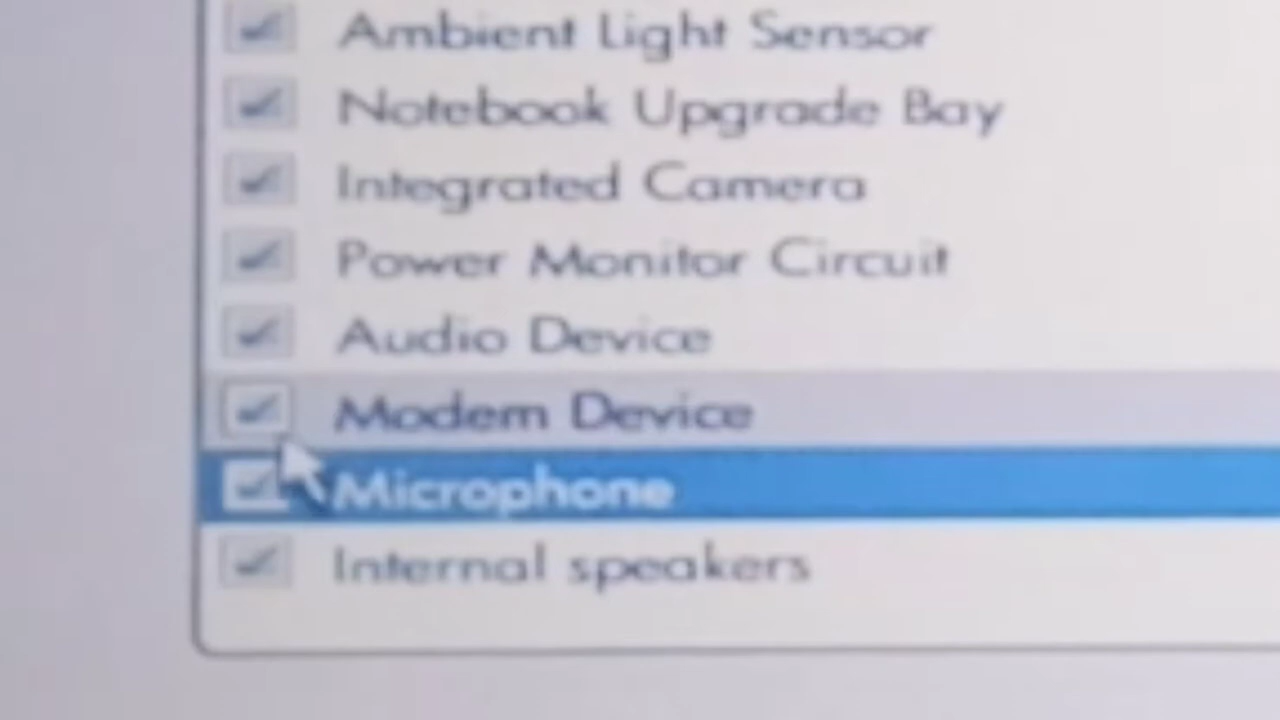 Ambient Light Sensor
Notebook Upgrade Bay
Integrated Camera
Power Monitor Circuit
Audio Device
Modem Device
Microphone
Internal speakers